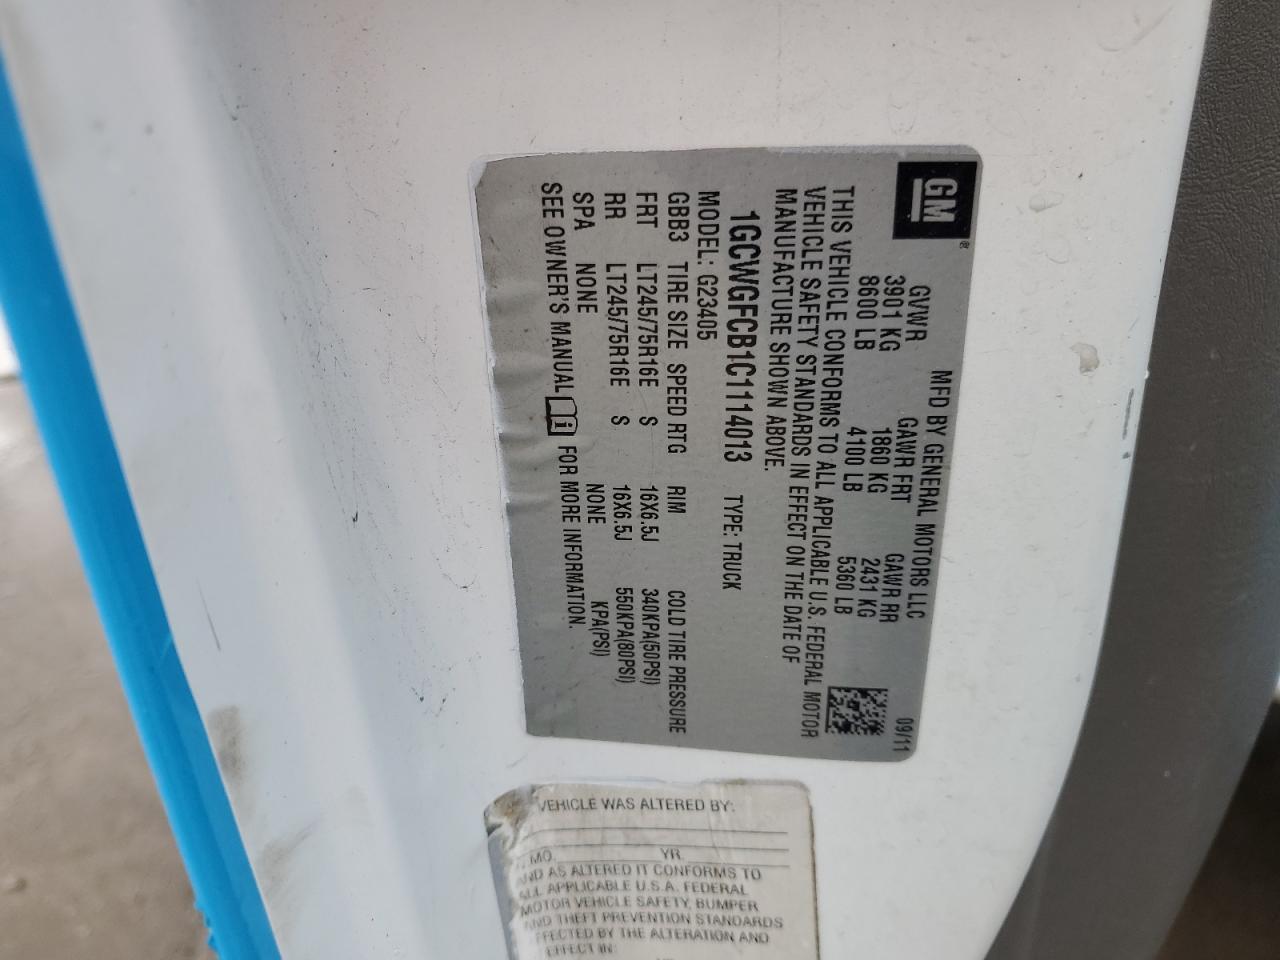 GM®
MFD BY GENERAL MOTORS LLC 09/11
GVWR GAWR FRT GAWR RR
3901 KG 1860 KG 2431 KG
8600 LB 4100 LB 5360 LB
THIS VEHICLE CONFORMS TO ALL APPLICABLE U.S. FEDERAL MOTOR
VEHICLE SAFETY STANDARDS IN EFFECT ON THE DATE OF
MANUFACTURE SHOWN ABOVE.
1GCWGFCB1C1114013 TYPE: TRUCK
MODEL: G23405
GBB3 TIRE SIZE SPEED RTG RIM COLD TIRE PRESSURE
FRT LT245/75R16E S 16X6.5J 340KPA(50PSI)
RR LT245/75R16E S 16X6.5J 550KPA(80PSI)
SPA NONE NONE KPA(PSI)
SEE OWNER'S MANUAL i FOR MORE INFORMATION.
VEHICLE WAS ALTERED BY:
MO. YR.
AND AS ALTERED IT CONFORMS TO
ALL APPLICABLE U.S.A. FEDERAL
MOTOR VEHICLE SAFETY, BUMPER
AND THEFT PREVENTION STANDARDS
AFFECTED BY THE ALTERATION AND
EFFECT IN: